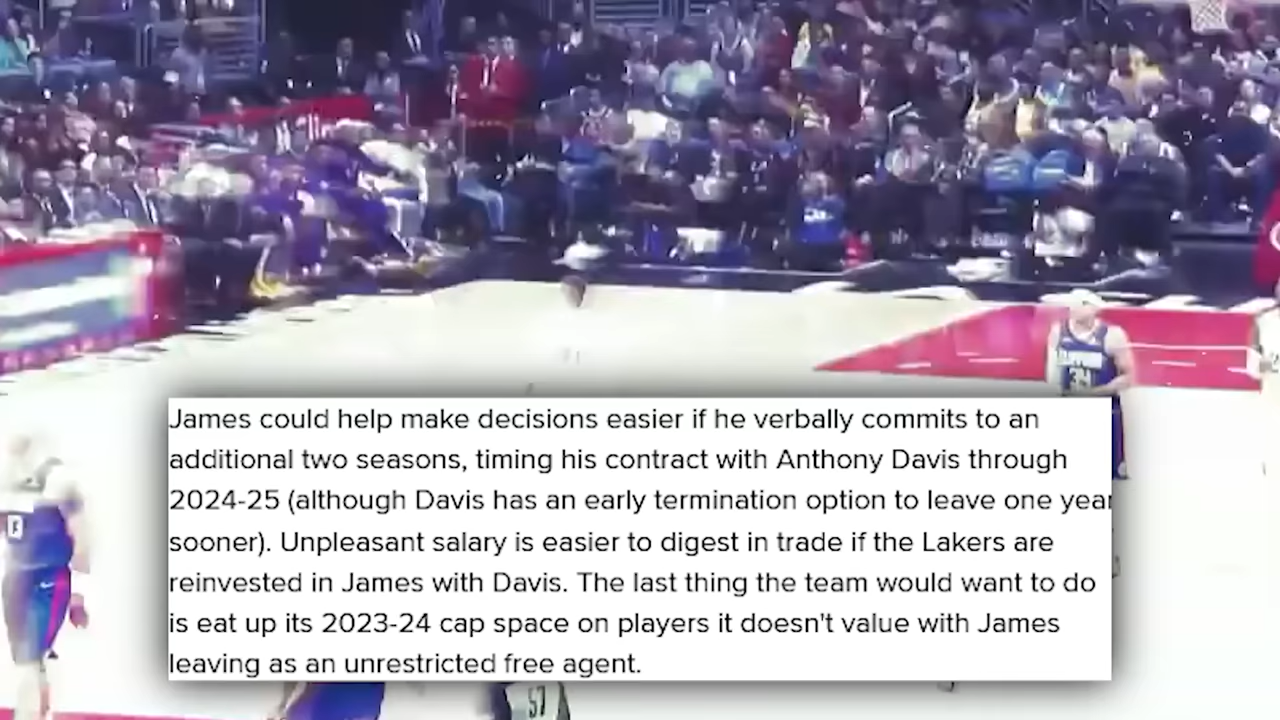 James could help make decisions easier if he verbally commits to an
additional two seasons, timing his contract with Anthony Davis through
2024-25 (although Davis has an early termination option to leave one year
sooner). Unpleasant salary is easier to digest in trade if the Lakers are
reinvested in James with Davis. The last thing the team would want to do
is eat up its 2023-24 cap space on players it doesn't value with James
leaving as an unrestricted free agent.
57